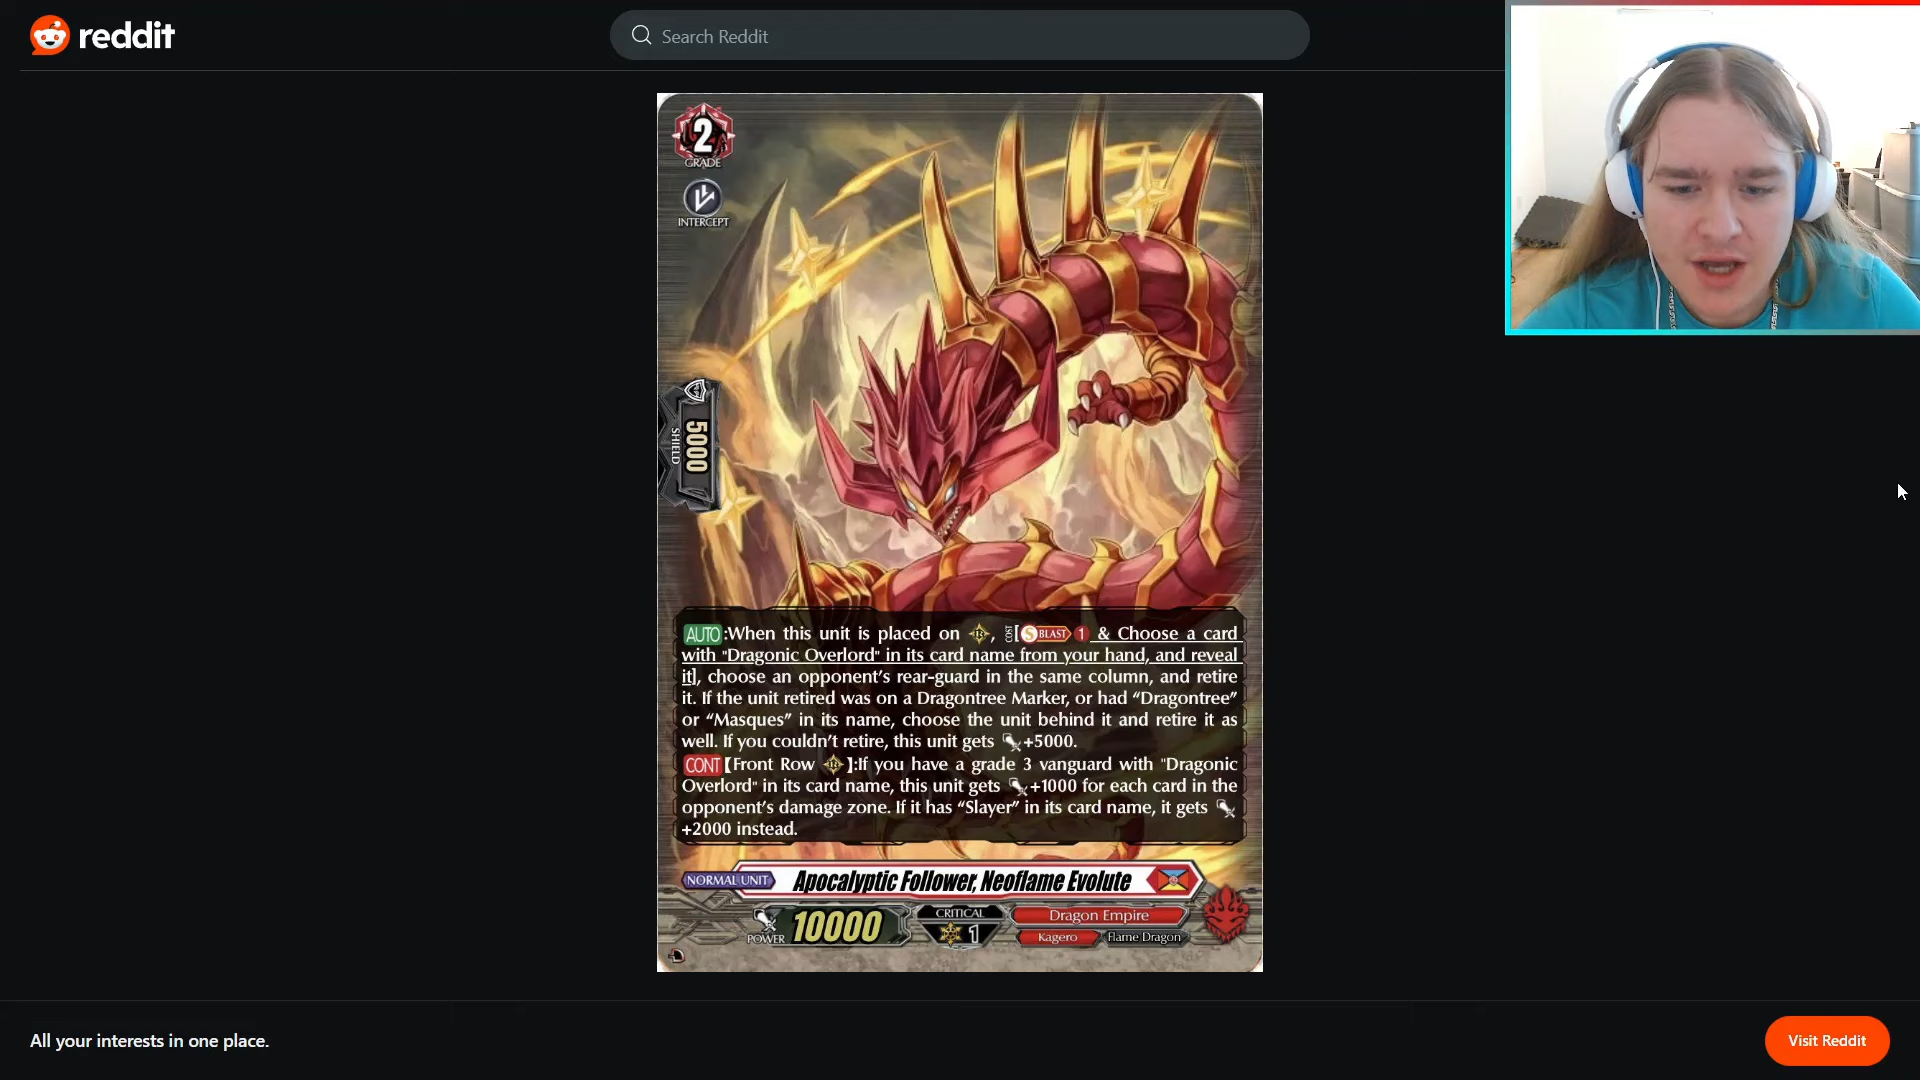 reddit
Search Reddit
2
GRADE
INTERCEPT
5000
SHIELD
AUTO:When this unit is placed on R, COST[S BLAST 1 & Choose a card
with "Dragonic Overlord" in its card name from your hand, and reveal
it], choose an opponent's rear-guard in the same column, and retire
it. If the unit retired was on a Dragontree Marker, or had “Dragontree”
or “Masques” in its name, choose the unit behind it and retire it as
well. If you couldn't retire, this unit gets +5000.
CONT【Front Row R】:If you have a grade 3 vanguard with "Dragonic
Overlord" in its card name, this unit gets +1000 for each card in the
opponent's damage zone. If it has “Slayer” in its card name, it gets
+2000 instead.
NORMAL UNIT Apocalyptic Follower, Neoflame Evolute
POWER 10000 CRITICAL 1 Dragon Empire
Kagero Flame Dragon
All your interests in one place.
Visit Reddit